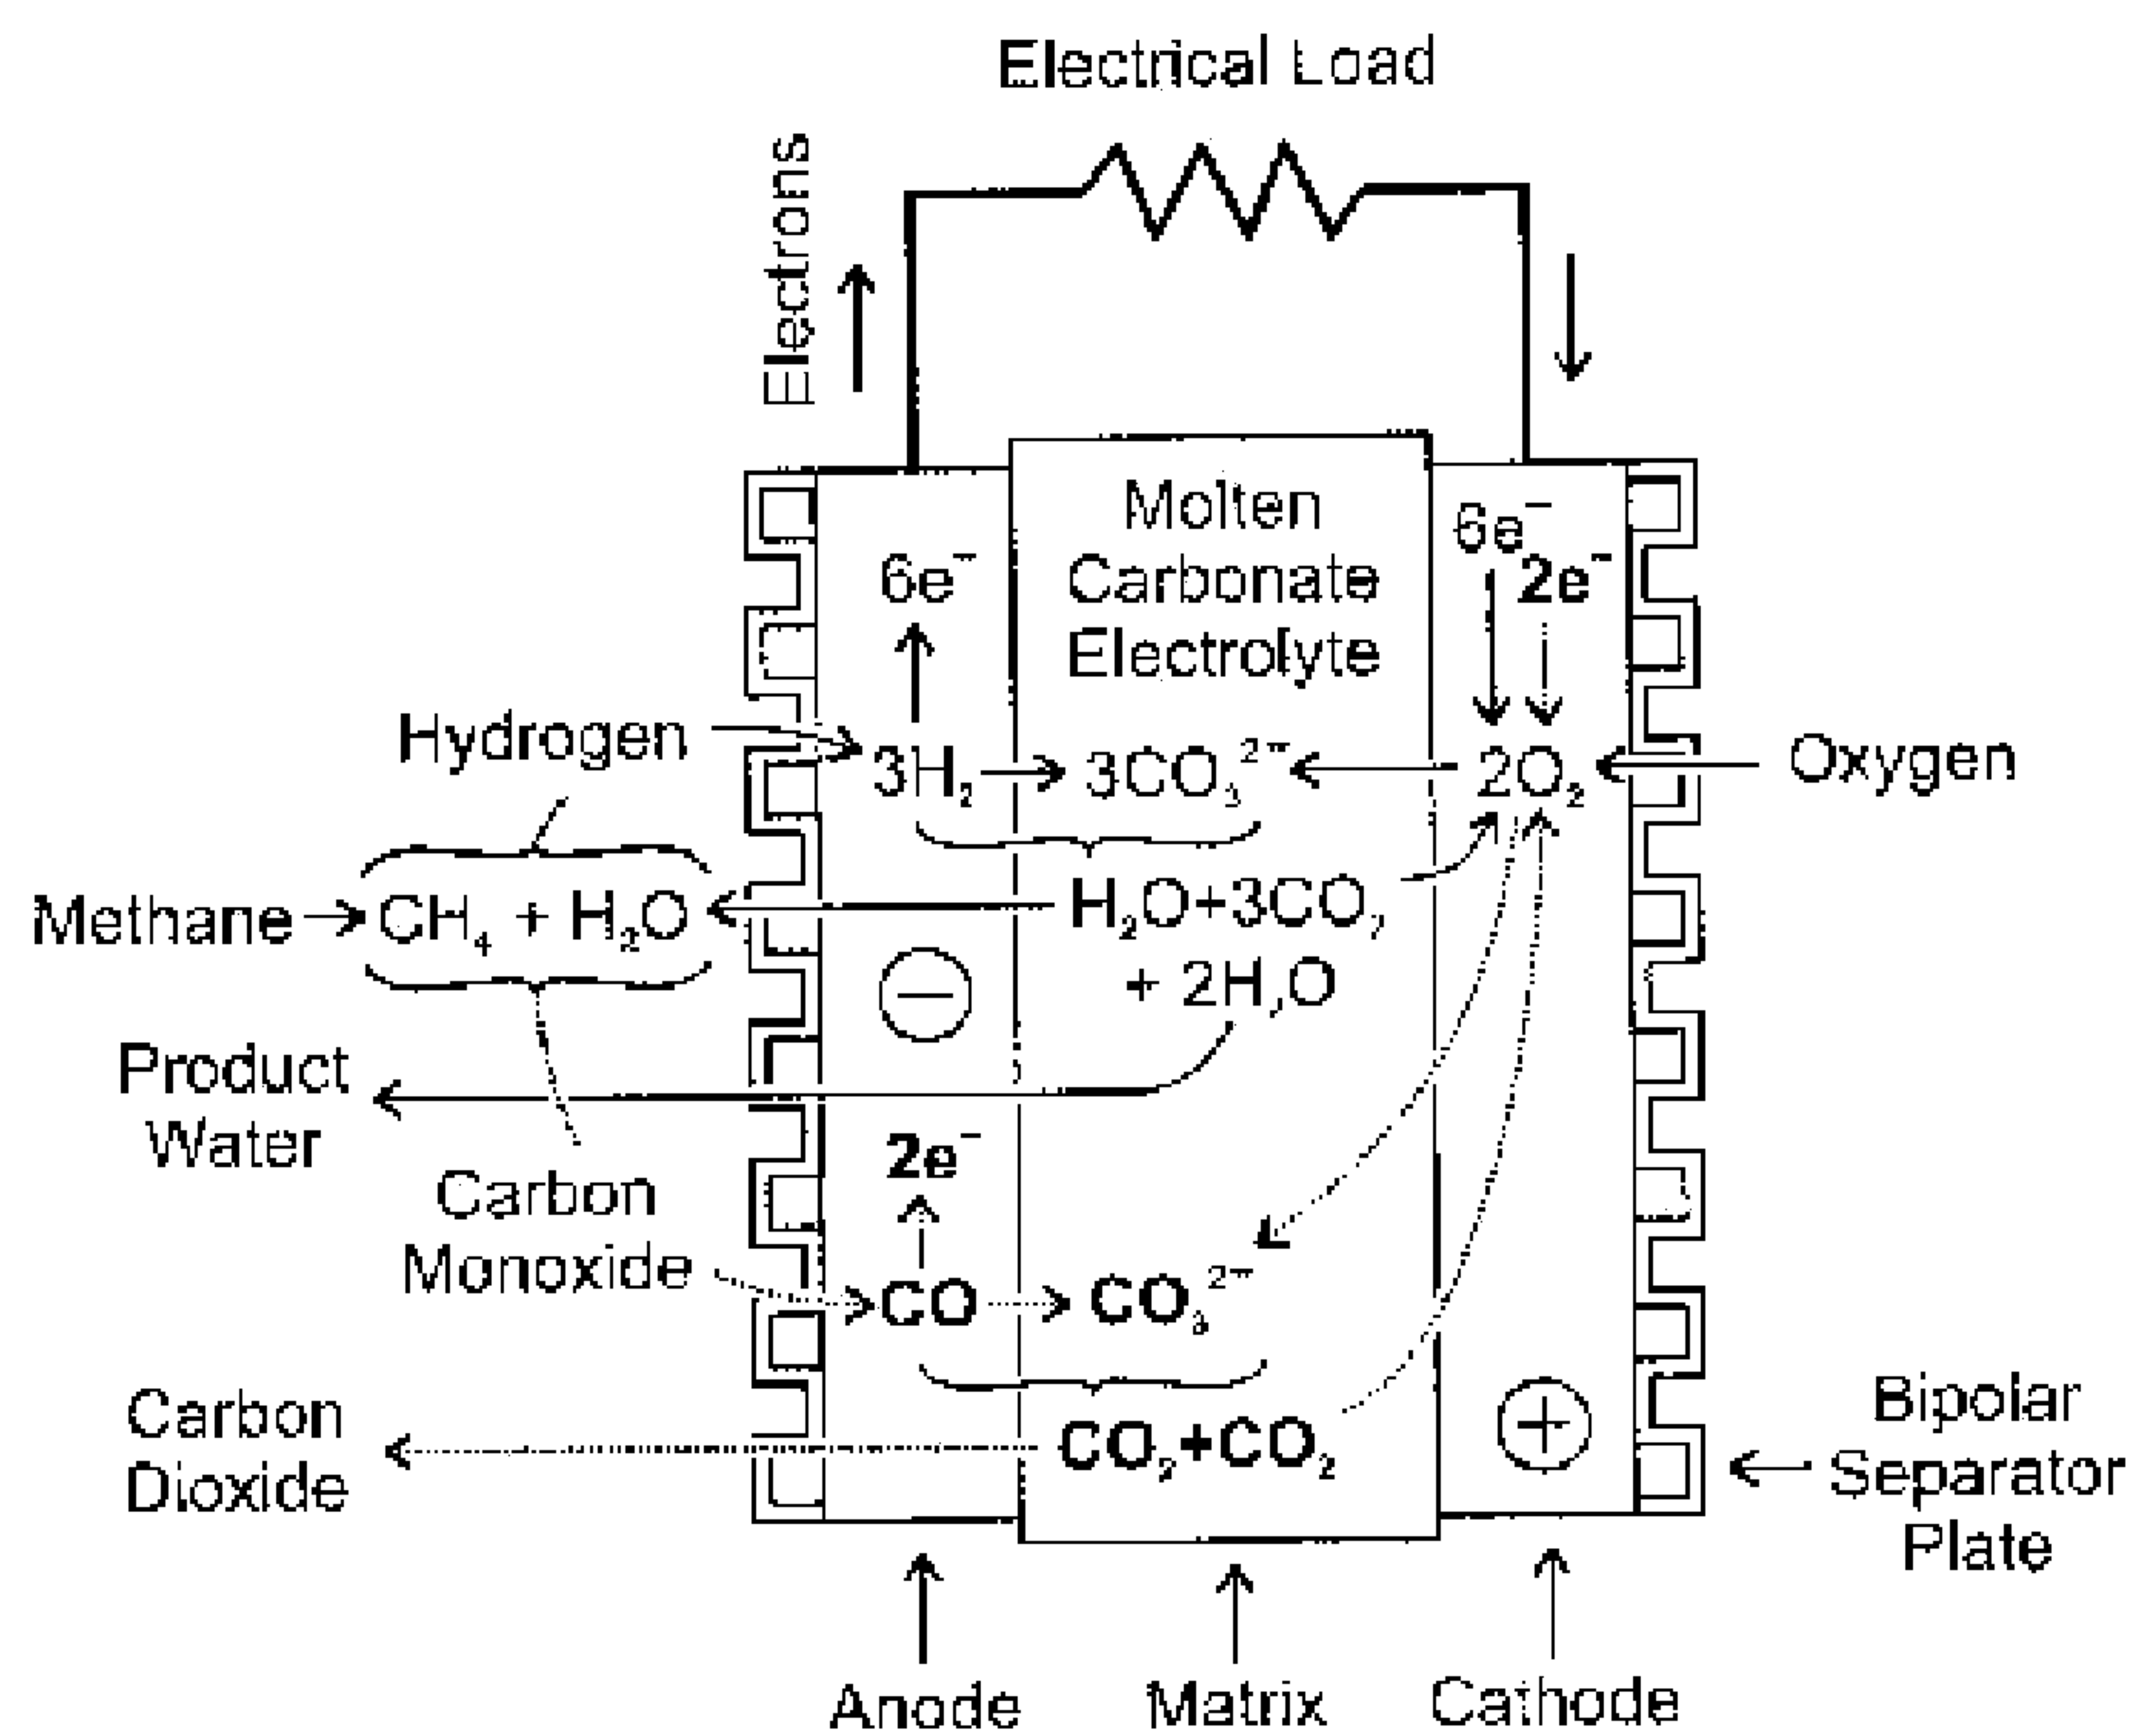 Electrical Load
Electrons
Molten
Carbonate
Electrolyte
6e⁻
6e⁻
2e⁻
Hydrogen
3H₂
3CO₃²⁻
2O₂
Oxygen
Methane
CH₄ + H₂O
H₂O+3CO₂
+ 2H₂O
−
Product
Water
2e⁻
Carbon
Monoxide
CO
CO₃²⁻
Carbon
Dioxide
CO₂+CO₂
+
Bipolar
Separator
Plate
Anode
Matrix
Cathode